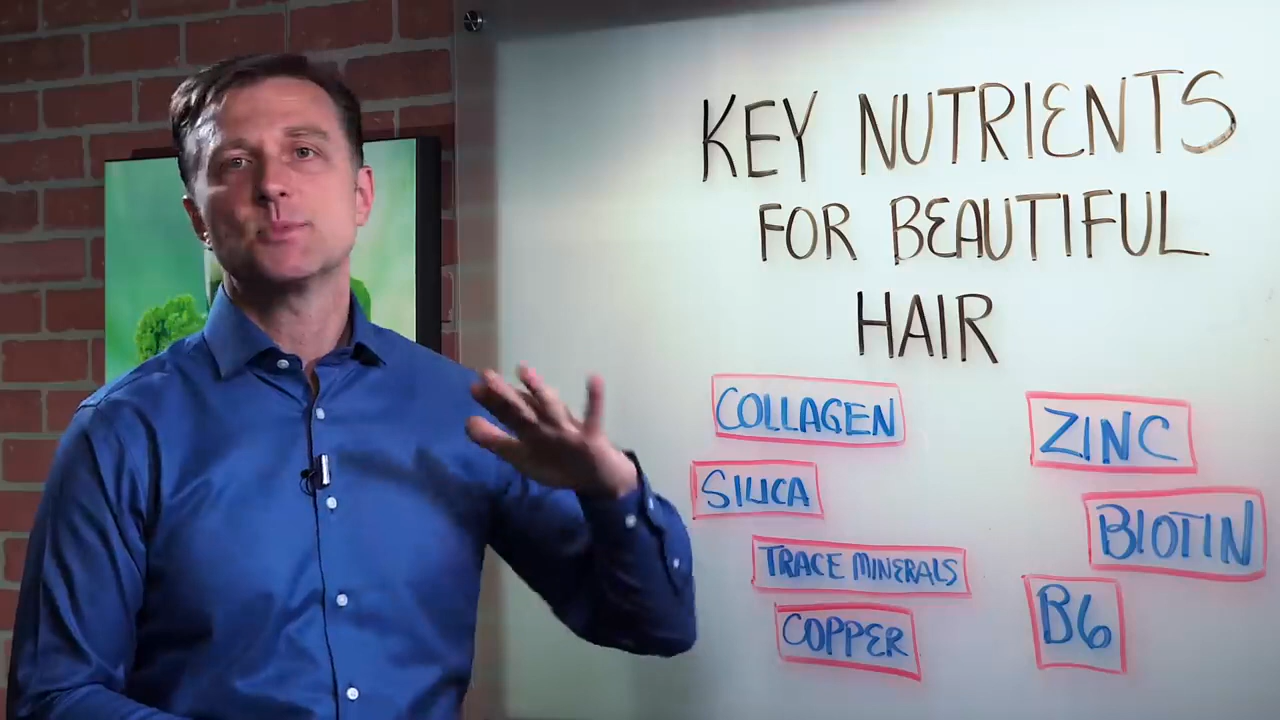 KEY NUTRIENTS
FOR BEAUTIFUL
HAIR
COLLAGEN
ZINC
SILICA
BIOTIN
TRACE MINERALS
COPPER
B6